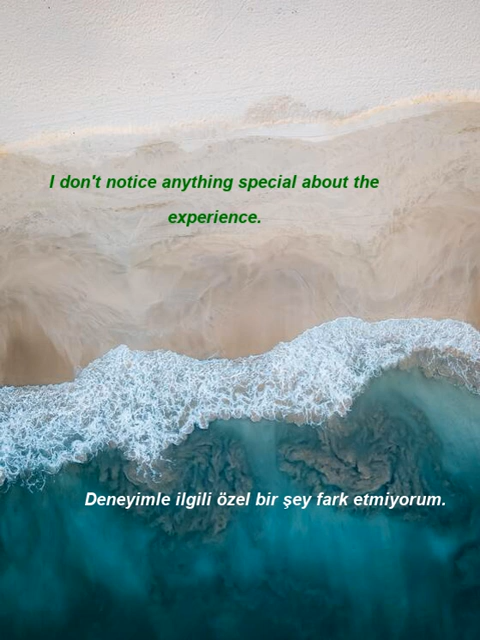 I don't notice anything special about the
experience.
Deneyimle ilgili özel bir şey fark etmiyorum.